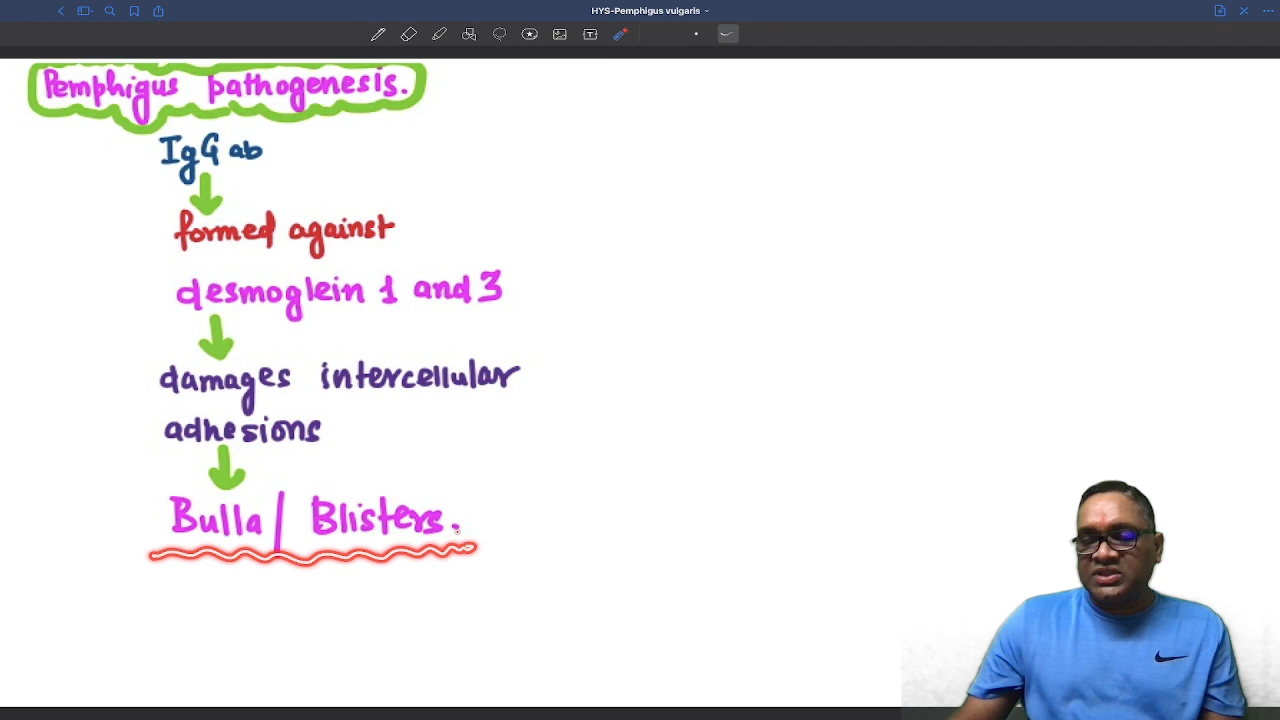 HYS-Pemphigus vulgaris
Pemphigus pathogenesis.
IgG ab
formed against
desmoglein 1 and 3
damages intercellular
adhesions
Bulla / Blisters.